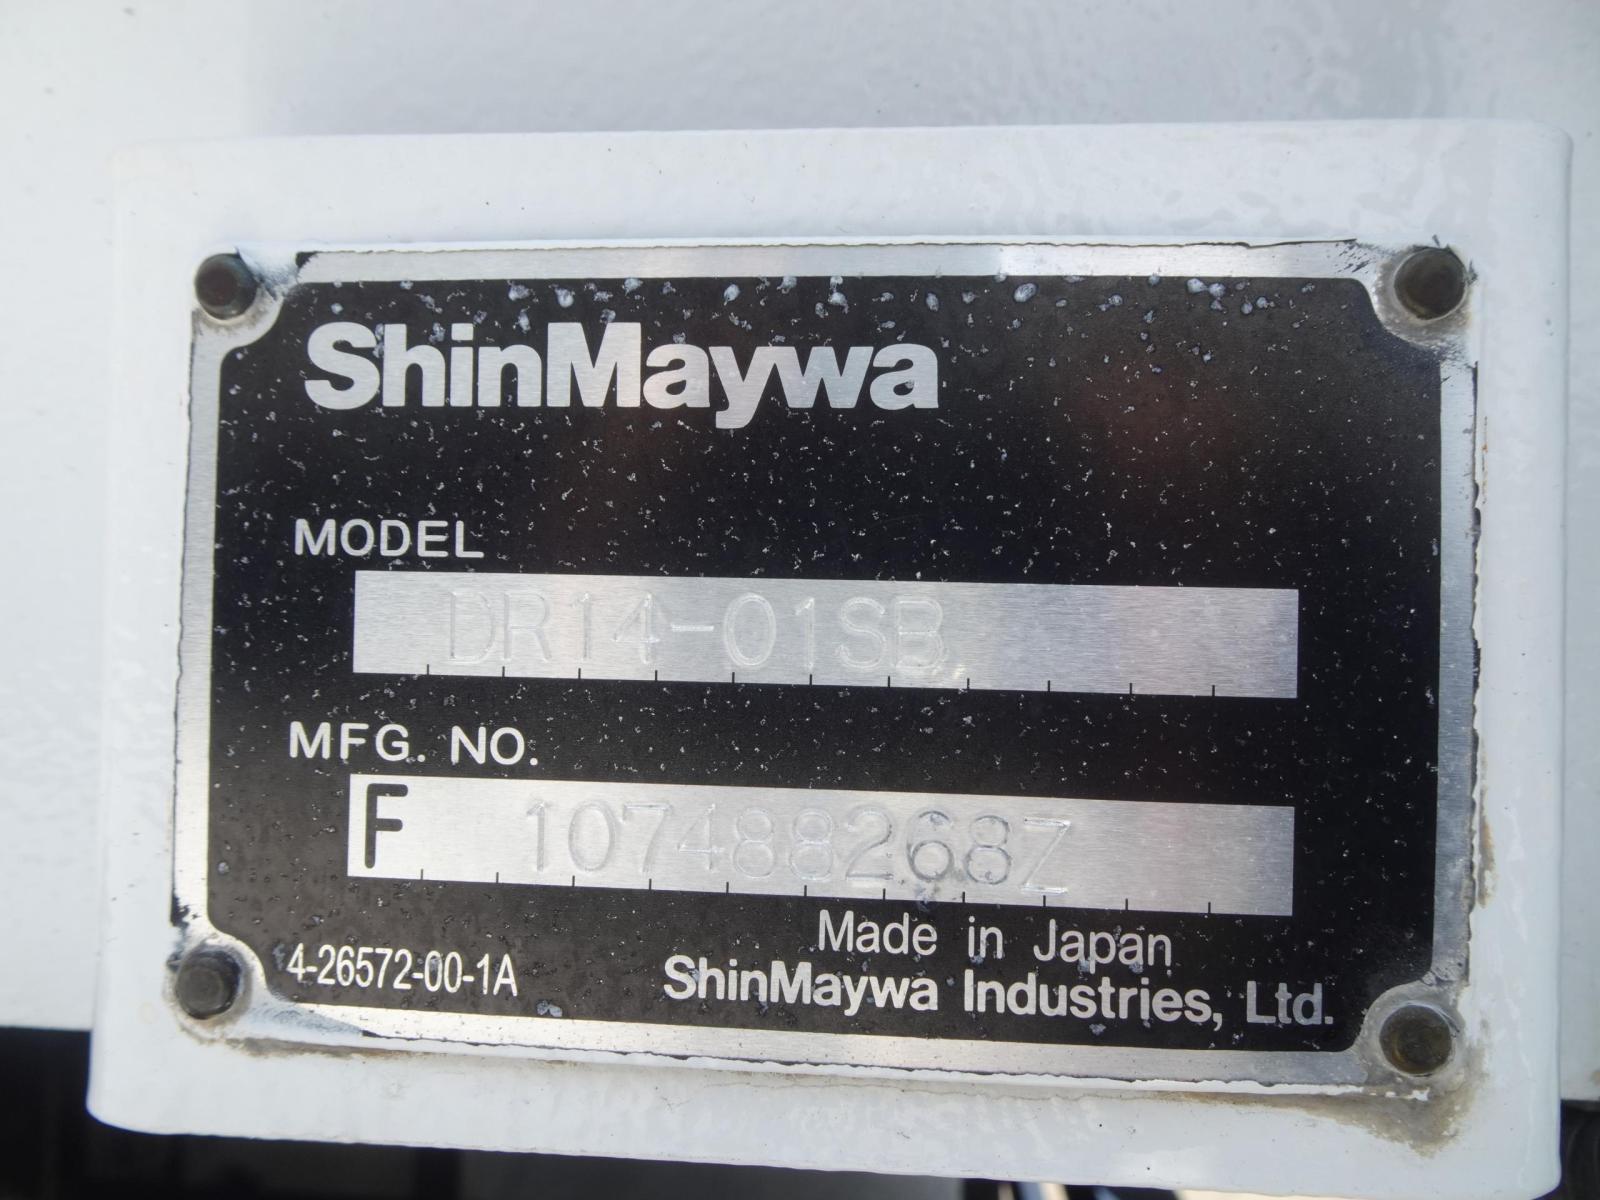 ShinMaywa
MODEL
DR14-01SB
MFG. NO.
F 1074882687
Made in Japan
4-26572-00-1A
ShinMaywa Industries, Ltd.